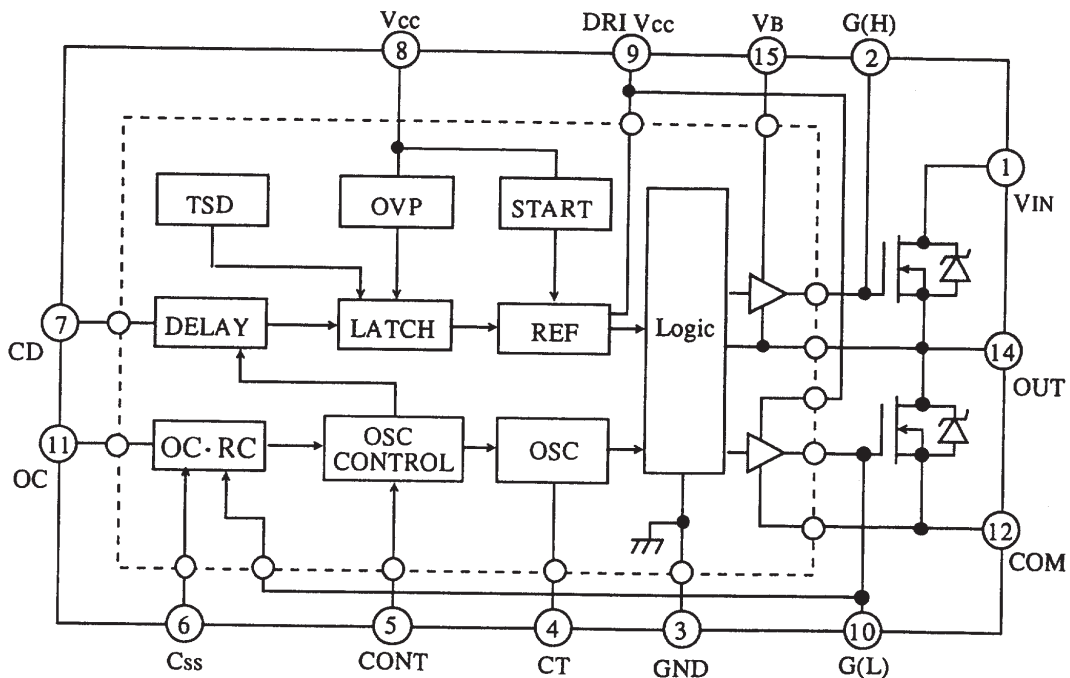 Vcc
DRI Vcc
VB
G(H)
8
9
15
2
1
VIN
TSD
OVP
START
7
CD
DELAY
LATCH
REF
Logic
14
OUT
11
OC
OC·RC
OSC
CONTROL
OSC
12
COM
6
5
4
3
10
Css
CONT
CT
GND
G(L)